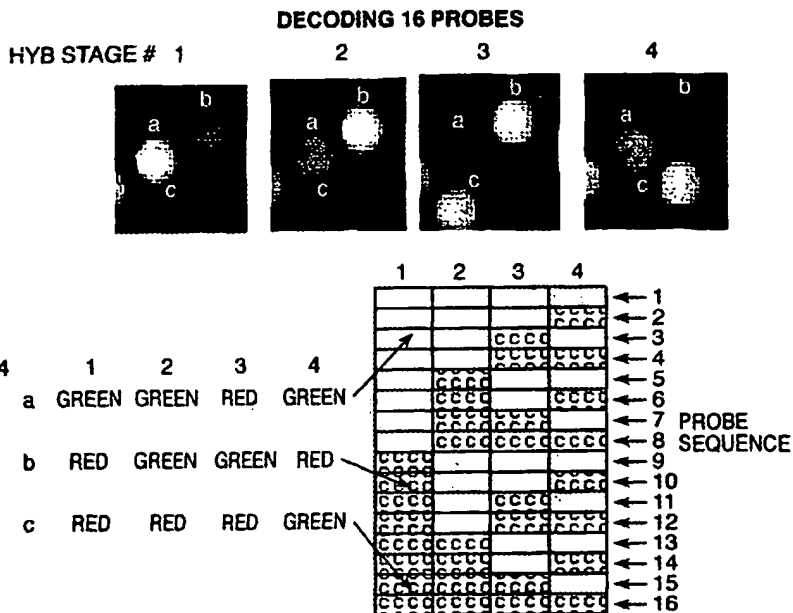 DECODING 16 PROBES
HYB STAGE # 1 2 3 4
b
a
c
b
a
c
b
a
c
b
a
c
1 2 3 4
1
2
3
4
5
6
7 PROBE
8 SEQUENCE
9
10
11
12
13
14
15
16
4 1 2 3 4
a GREEN GREEN RED GREEN
b RED GREEN GREEN RED
c RED RED RED GREEN